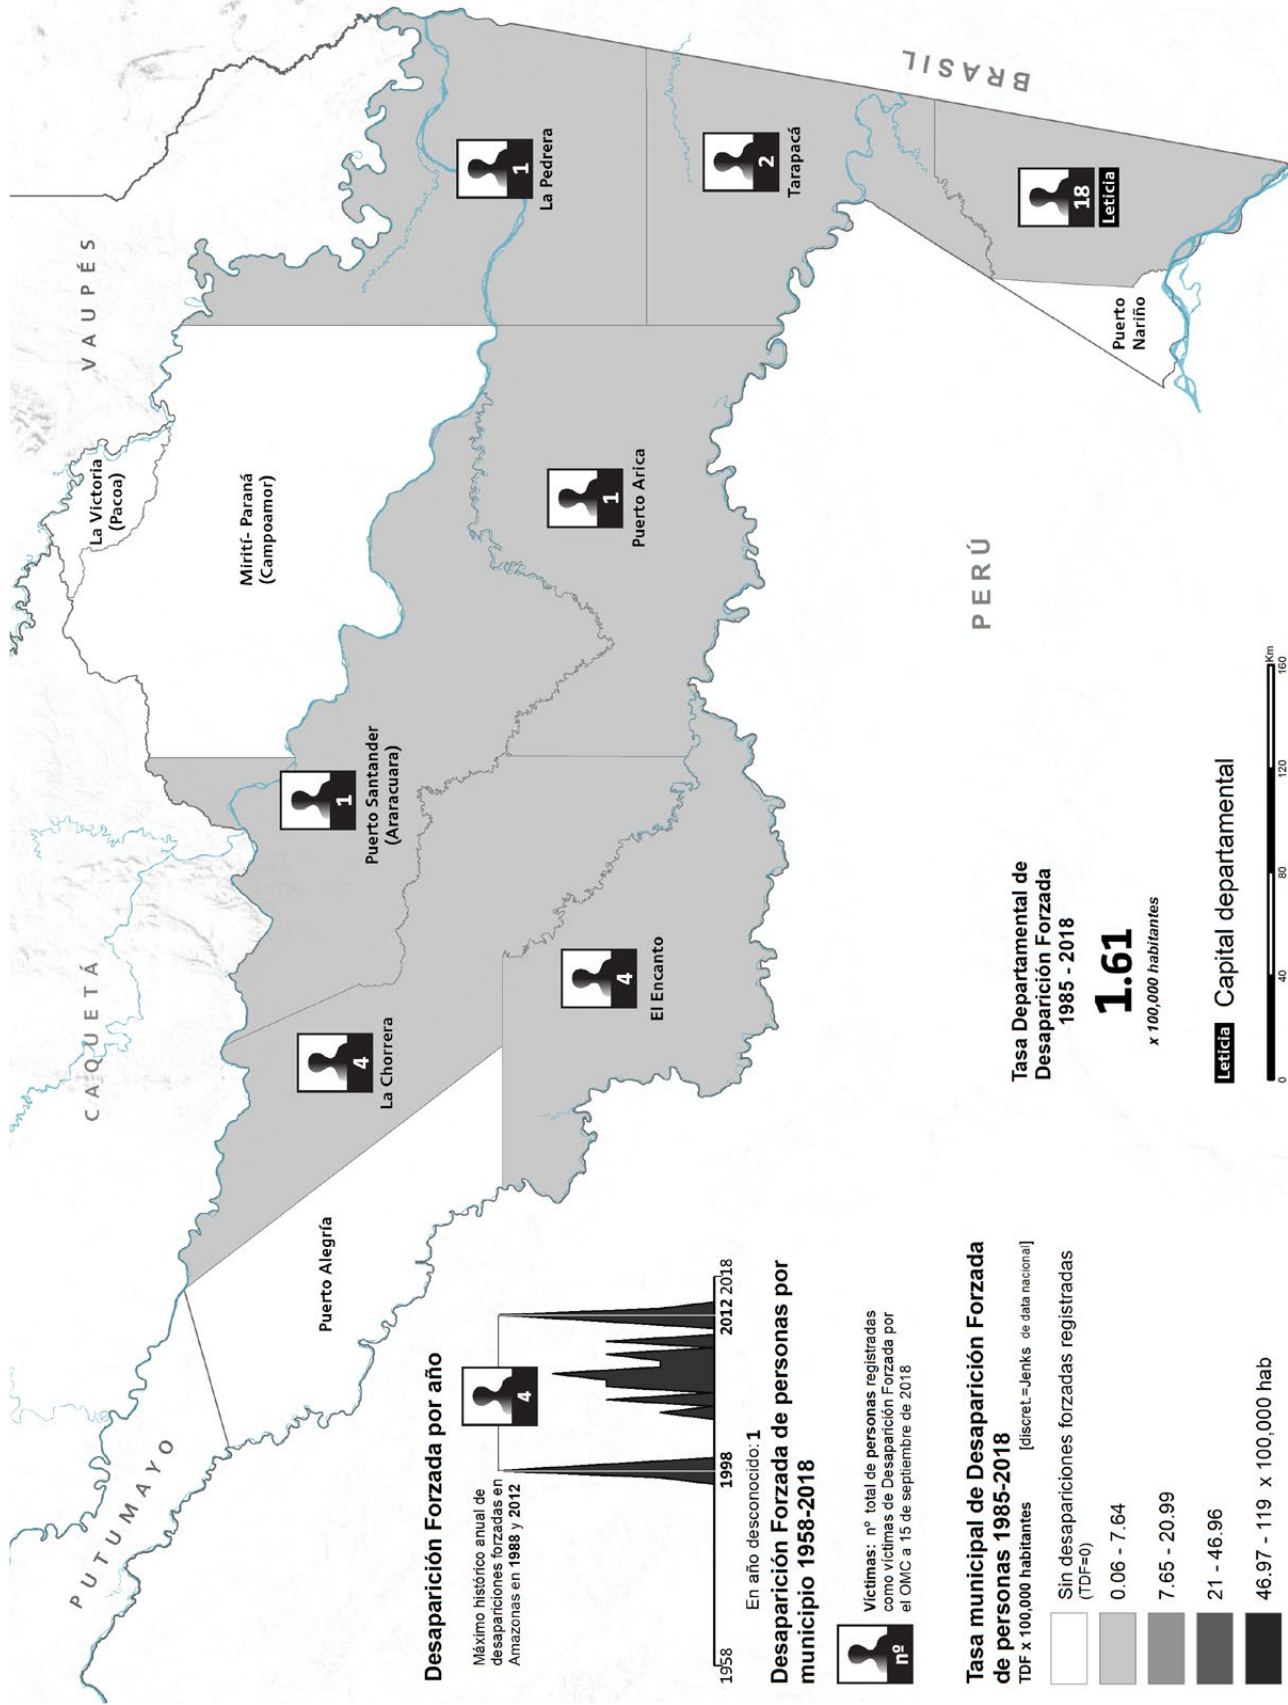 PUTUMAYO
CAQUETÁ
VAUPÉS
BRASIL
PERÚ
La Victoria
(Pacoa)
Mirití- Paraná
(Campoamor)
1
La Pedrera
1
Puerto Santander
(Araracuara)
4
La Chorrera
Puerto Alegría
1
Puerto Arica
2
Tarapacá
4
El Encanto
18
Leticia
Puerto
Nariño
Desaparición Forzada por año
Máximo histórico anual de
desapariciones forzadas en
Amazonas en 1988 y 2012
4
1958
1998
2012
2018
En año desconocido: 1
Desaparición Forzada de personas por
municipio 1958-2018
nº
Víctimas: nº total de personas registradas
como víctimas de Desaparición Forzada por
el OMC a 15 de septiembre de 2018
Tasa municipal de Desaparición Forzada
de personas 1985-2018
TDF x 100,000 habitantes
[discret.=Jenks de data nacional]
Sin desapariciones forzadas registradas
(TDF=0)
0.06 - 7.64
7.65 - 20.99
21 - 46.96
46.97 - 119 x 100,000 hab
Tasa Departamental de
Desaparición Forzada
1985 - 2018
1.61
x 100,000 habitantes
Leticia Capital departamental
0 40 80 120 160
Km